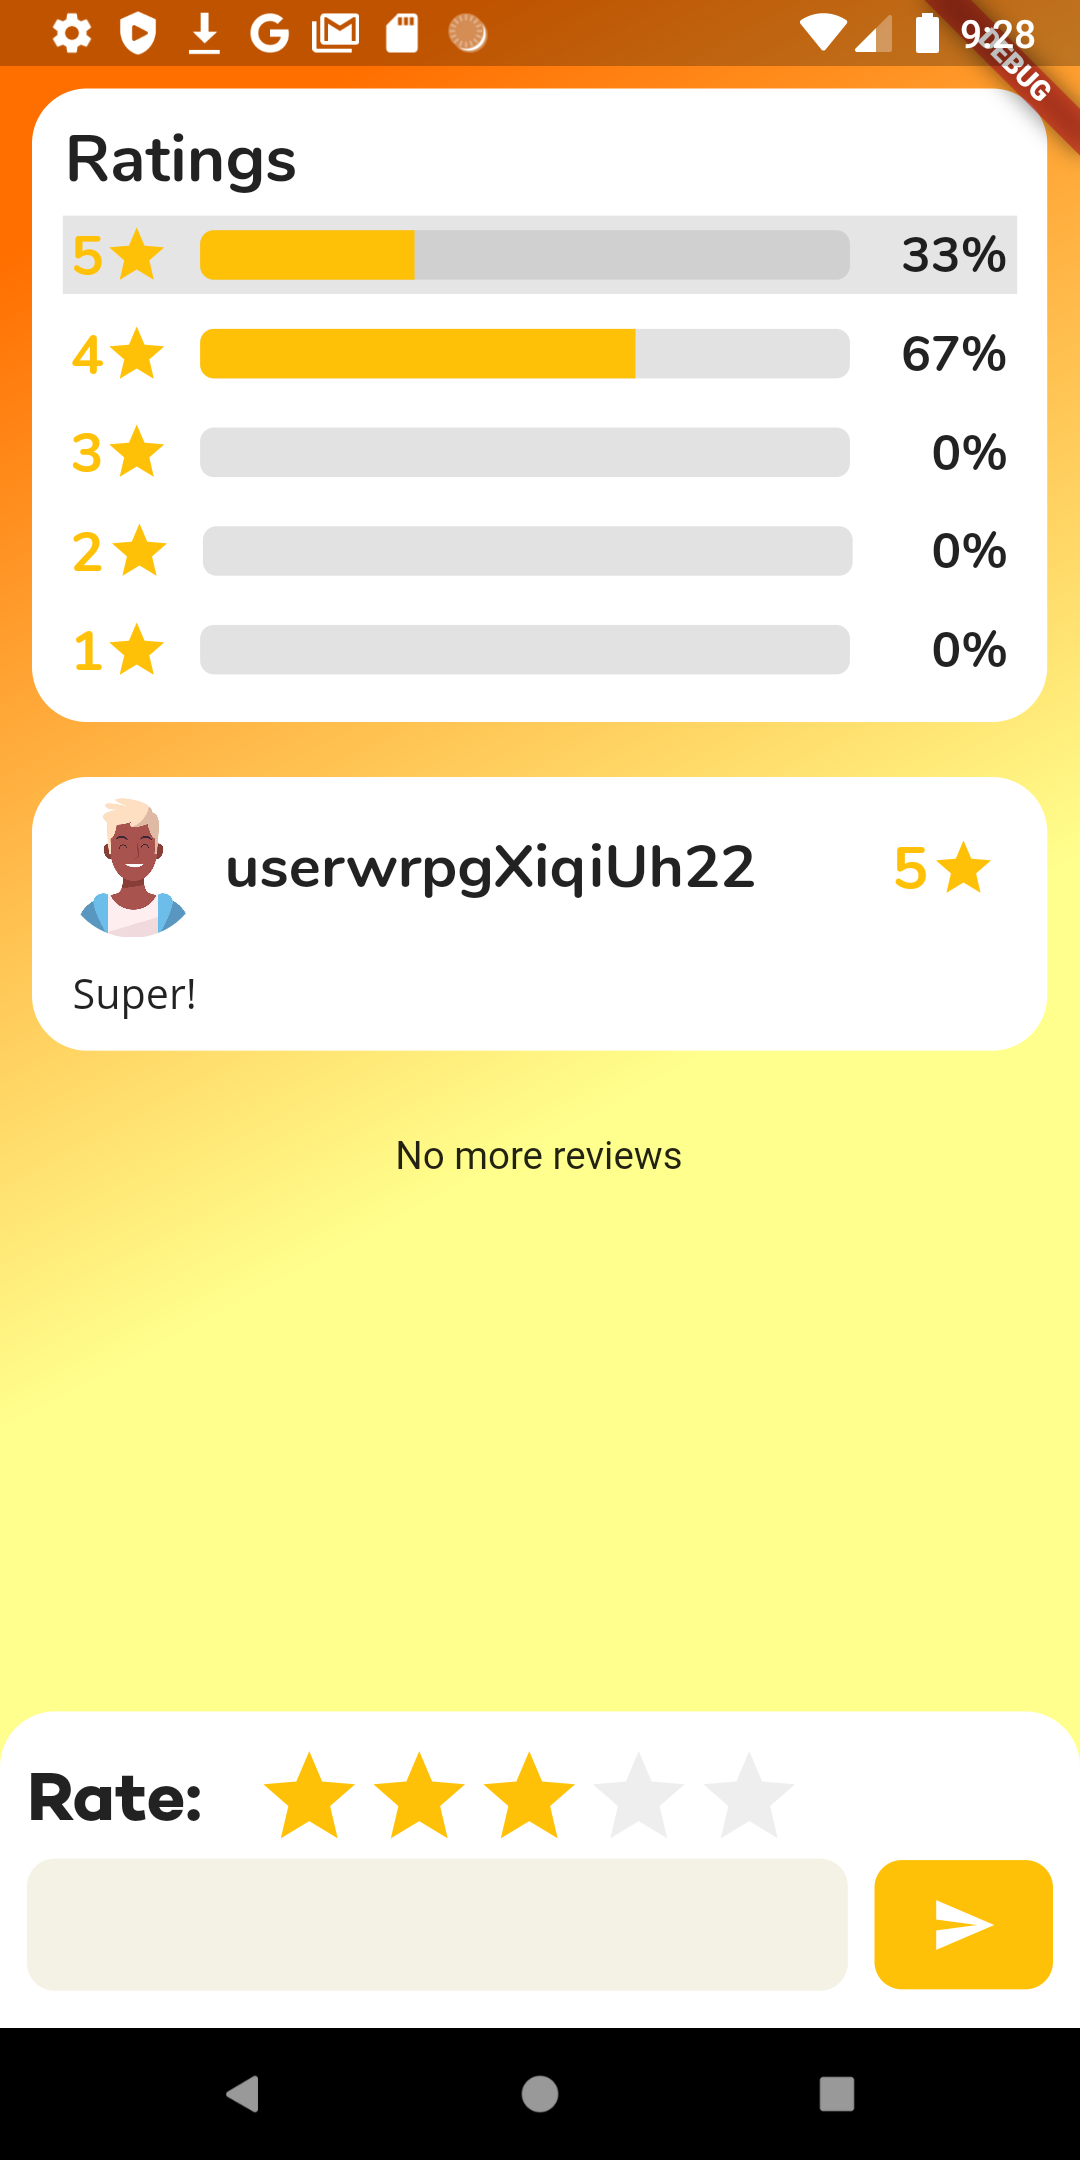 9:28
DEBUG
Ratings
5 33%
4 67%
3 0%
2 0%
1 0%
userwrpgXiqiUh22 5
Super!
No more reviews
Rate: